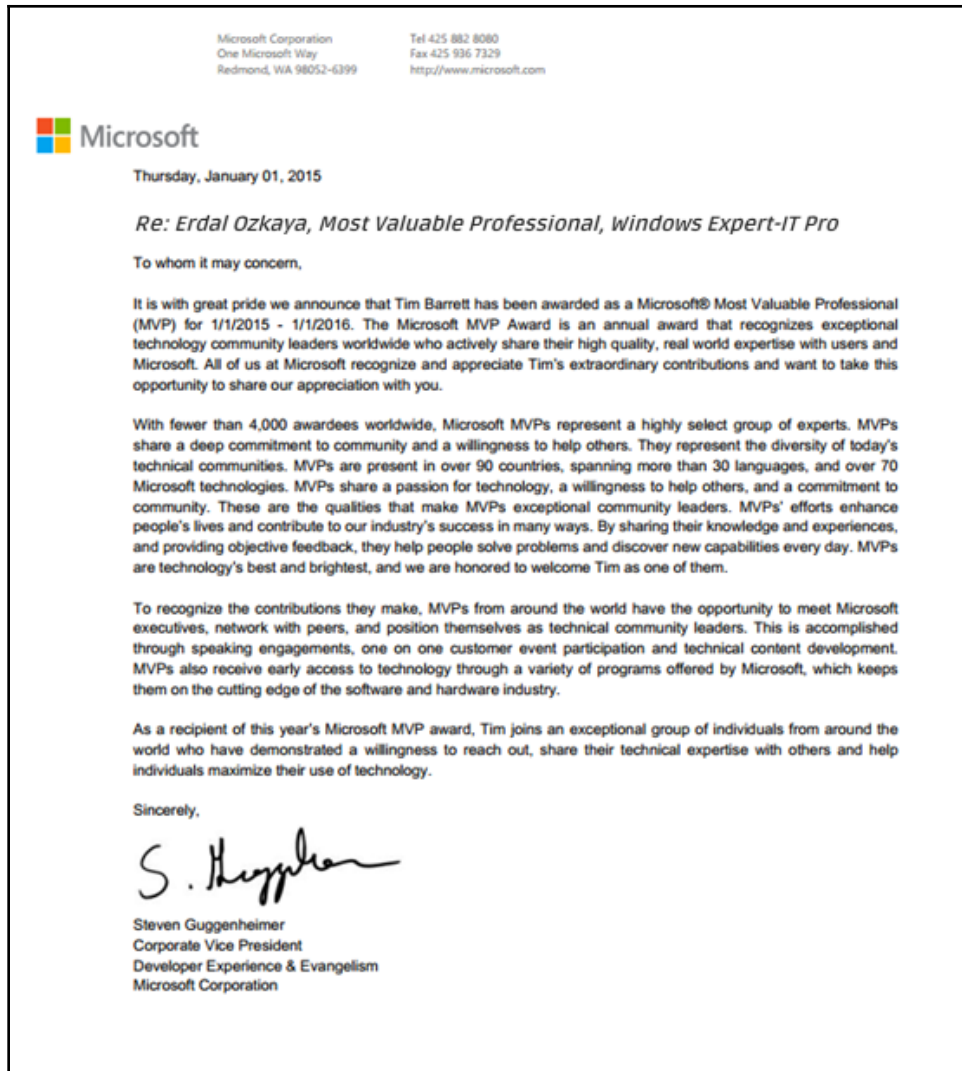 Microsoft Corporation
One Microsoft Way
Redmond, WA 98052-6399
Tel 425 882 8080
Fax 425 936 7329
http://www.microsoft.com
Microsoft
Thursday, January 01, 2015
Re: Erdal Ozkaya, Most Valuable Professional, Windows Expert-IT Pro
To whom it may concern,
It is with great pride we announce that Tim Barrett has been awarded as a Microsoft® Most Valuable Professional
(MVP) for 1/1/2015 - 1/1/2016. The Microsoft MVP Award is an annual award that recognizes exceptional
technology community leaders worldwide who actively share their high quality, real world expertise with users and
Microsoft. All of us at Microsoft recognize and appreciate Tim's extraordinary contributions and want to take this
opportunity to share our appreciation with you.
With fewer than 4,000 awardees worldwide, Microsoft MVPs represent a highly select group of experts. MVPs
share a deep commitment to community and a willingness to help others. They represent the diversity of today's
technical communities. MVPs are present in over 90 countries, spanning more than 30 languages, and over 70
Microsoft technologies. MVPs share a passion for technology, a willingness to help others, and a commitment to
community. These are the qualities that make MVPs exceptional community leaders. MVPs' efforts enhance
people's lives and contribute to our industry's success in many ways. By sharing their knowledge and experiences,
and providing objective feedback, they help people solve problems and discover new capabilities every day. MVPs
are technology's best and brightest, and we are honored to welcome Tim as one of them.
To recognize the contributions they make, MVPs from around the world have the opportunity to meet Microsoft
executives, network with peers, and position themselves as technical community leaders. This is accomplished
through speaking engagements, one on one customer event participation and technical content development.
MVPs also receive early access to technology through a variety of programs offered by Microsoft, which keeps
them on the cutting edge of the software and hardware industry.
As a recipient of this year's Microsoft MVP award, Tim joins an exceptional group of individuals from around the
world who have demonstrated a willingness to reach out, share their technical expertise with others and help
individuals maximize their use of technology.
Sincerely,
Steven Guggenheimer
Corporate Vice President
Developer Experience & Evangelism
Microsoft Corporation